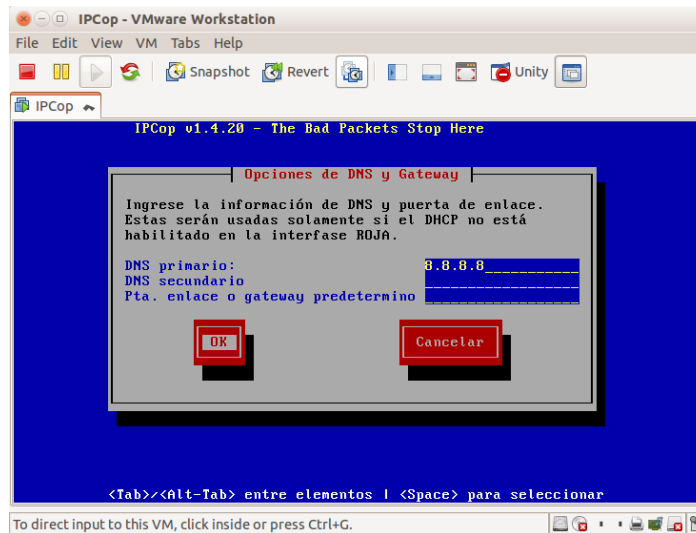 IPCop - VMware Workstation
File Edit View VM Tabs Help
Snapshot Revert Unity
IPCop
IPCop v1.4.20 - The Bad Packets Stop Here
Opciones de DNS y Gateway
Ingrese la información de DNS y puerta de enlace.
Estas serán usadas solamente si el DHCP no está
habilitado en la interfase ROJA.
DNS primario: 8.8.8.8___________
DNS secundario __________________
Pta. enlace o gateway predetermino __________________
OK Cancelar
<Tab>/<Alt-Tab> entre elementos | <Space> para seleccionar
To direct input to this VM, click inside or press Ctrl+G.